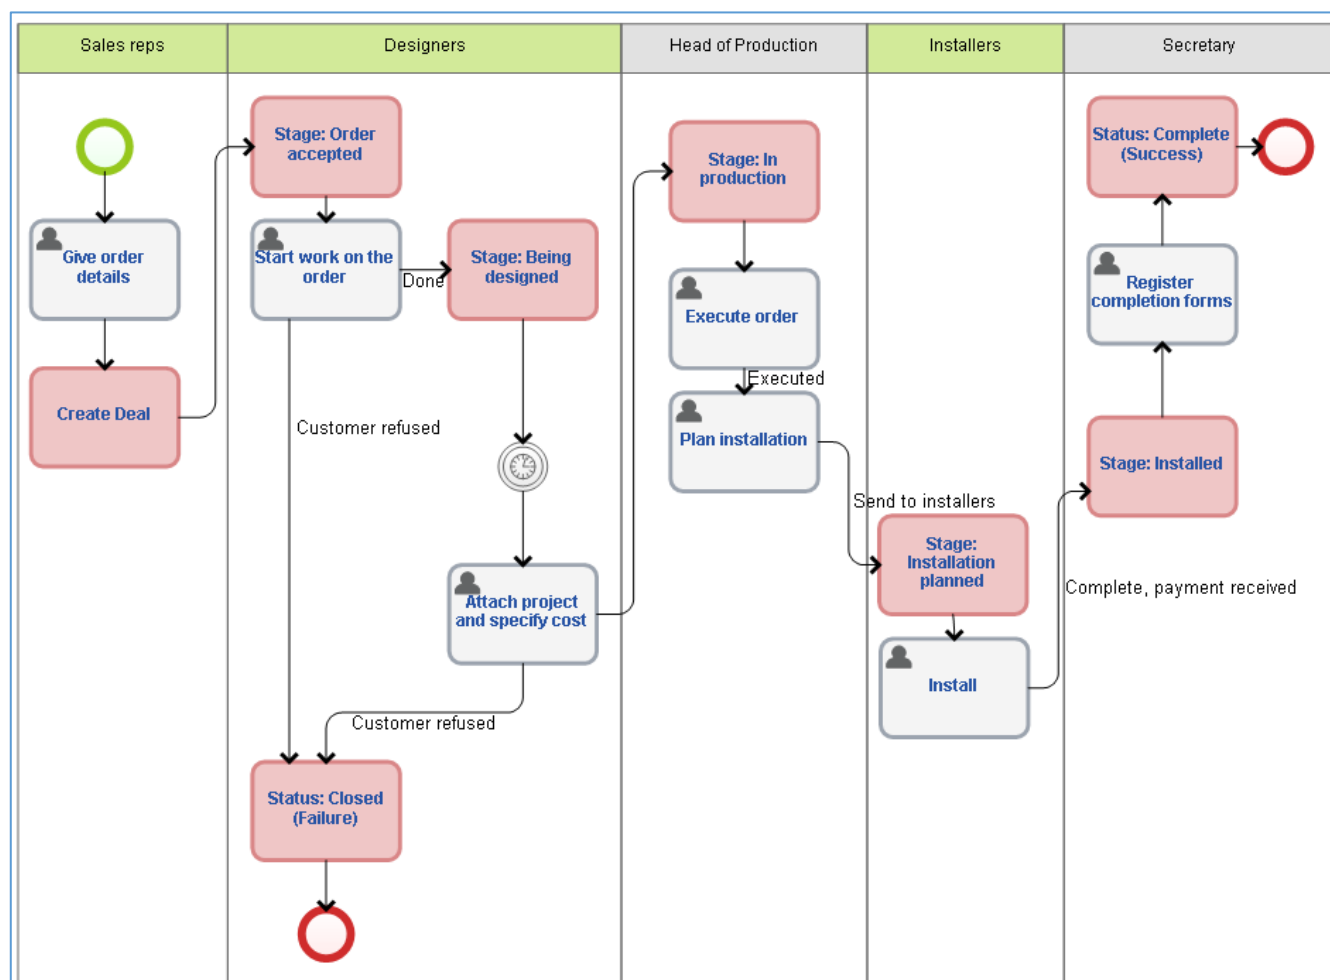 Sales reps
Designers
Head of Production
Installers
Secretary
Give order
details
Create Deal
Stage: Order
accepted
Start work on the
order
Done
Stage: Being
designed
Customer refused
Attach project
and specify cost
Customer refused
Status: Closed
(Failure)
Stage: In
production
Execute order
Executed
Plan installation
Send to installers
Stage:
Installation
planned
Install
Complete, payment received
Stage: Installed
Register
completion forms
Status: Complete
(Success)